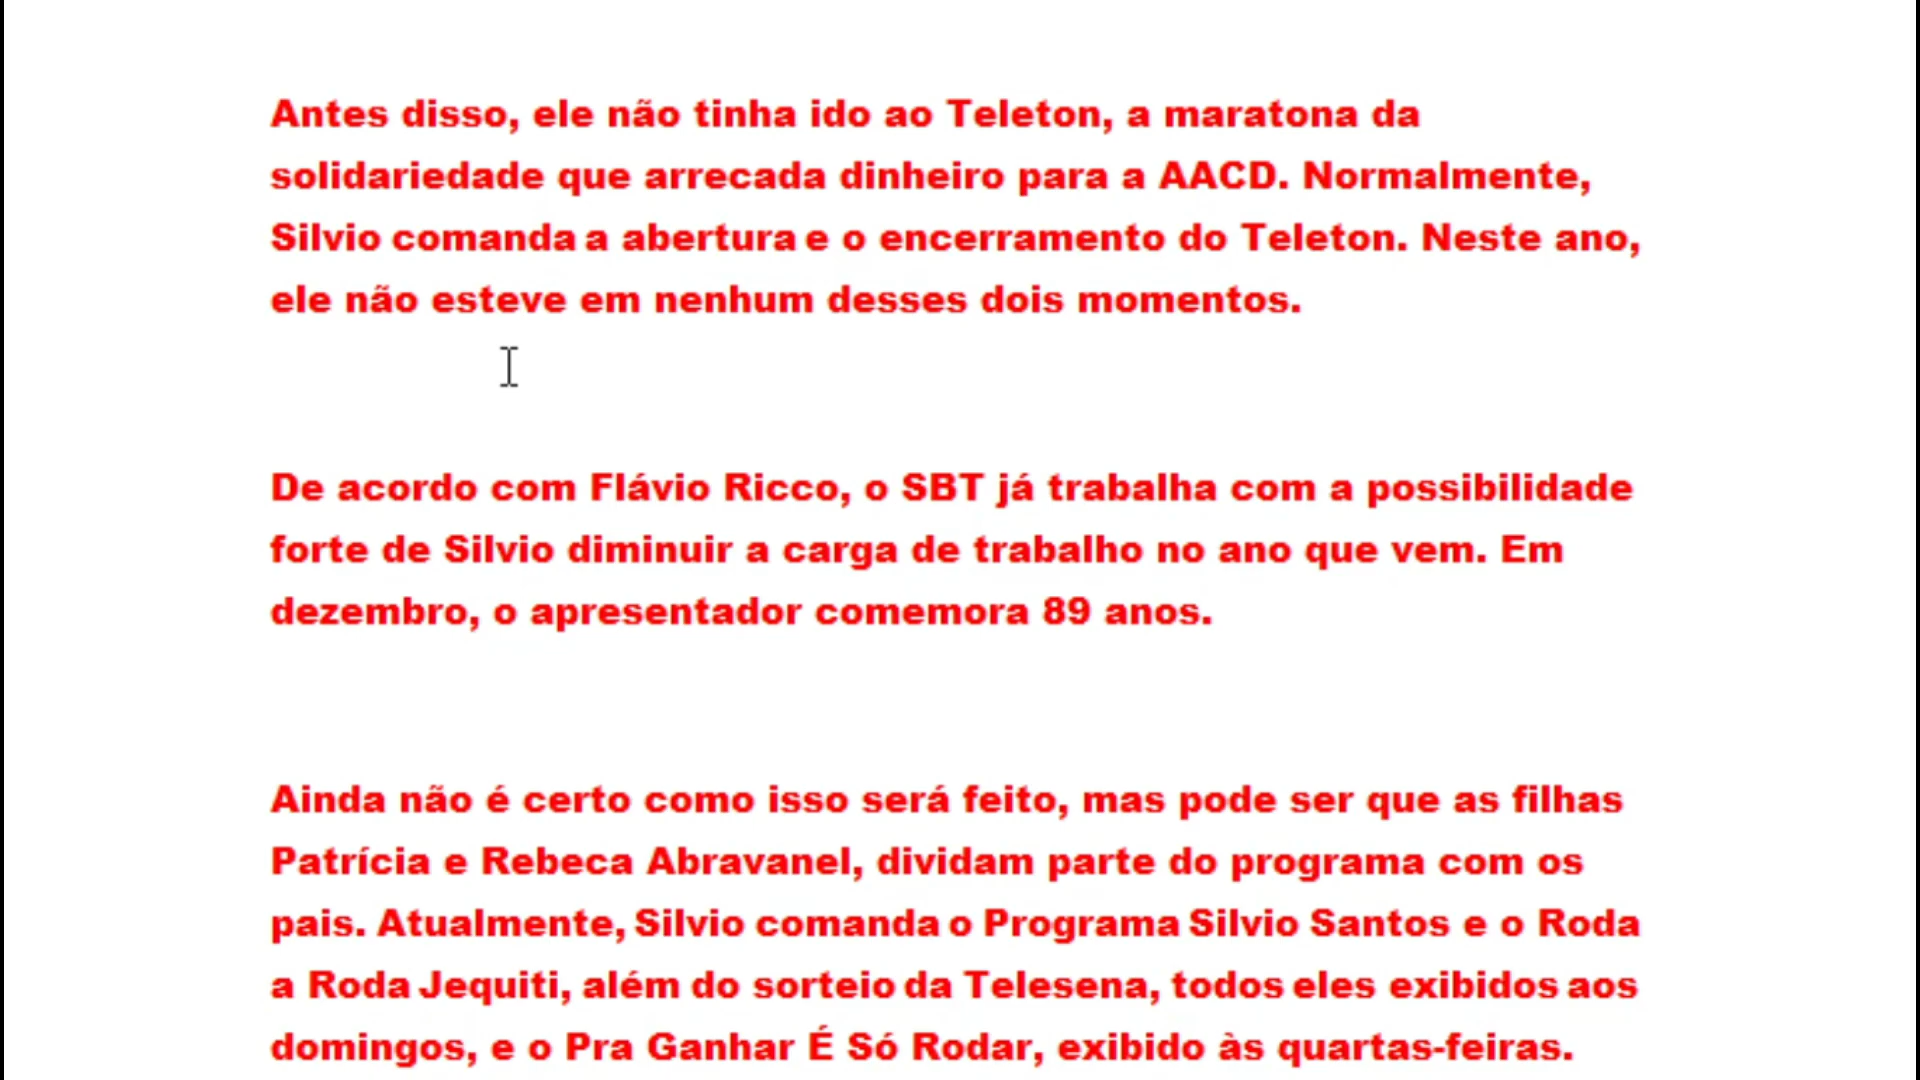 Antes disso, ele não tinha ido ao Teleton, a maratona da
solidariedade que arrecada dinheiro para a AACD. Normalmente,
Silvio comanda a abertura e o encerramento do Teleton. Neste ano,
ele não esteve em nenhum desses dois momentos.
De acordo com Flávio Ricco, o SBT já trabalha com a possibilidade
forte de Silvio diminuir a carga de trabalho no ano que vem. Em
dezembro, o apresentador comemora 89 anos.
Ainda não é certo como isso será feito, mas pode ser que as filhas
Patrícia e Rebeca Abravanel, dividam parte do programa com os
pais. Atualmente, Silvio comanda o Programa Silvio Santos e o Roda
a Roda Jequiti, além do sorteio da Telesena, todos eles exibidos aos
domingos, e o Pra Ganhar É Só Rodar, exibido às quartas-feiras.